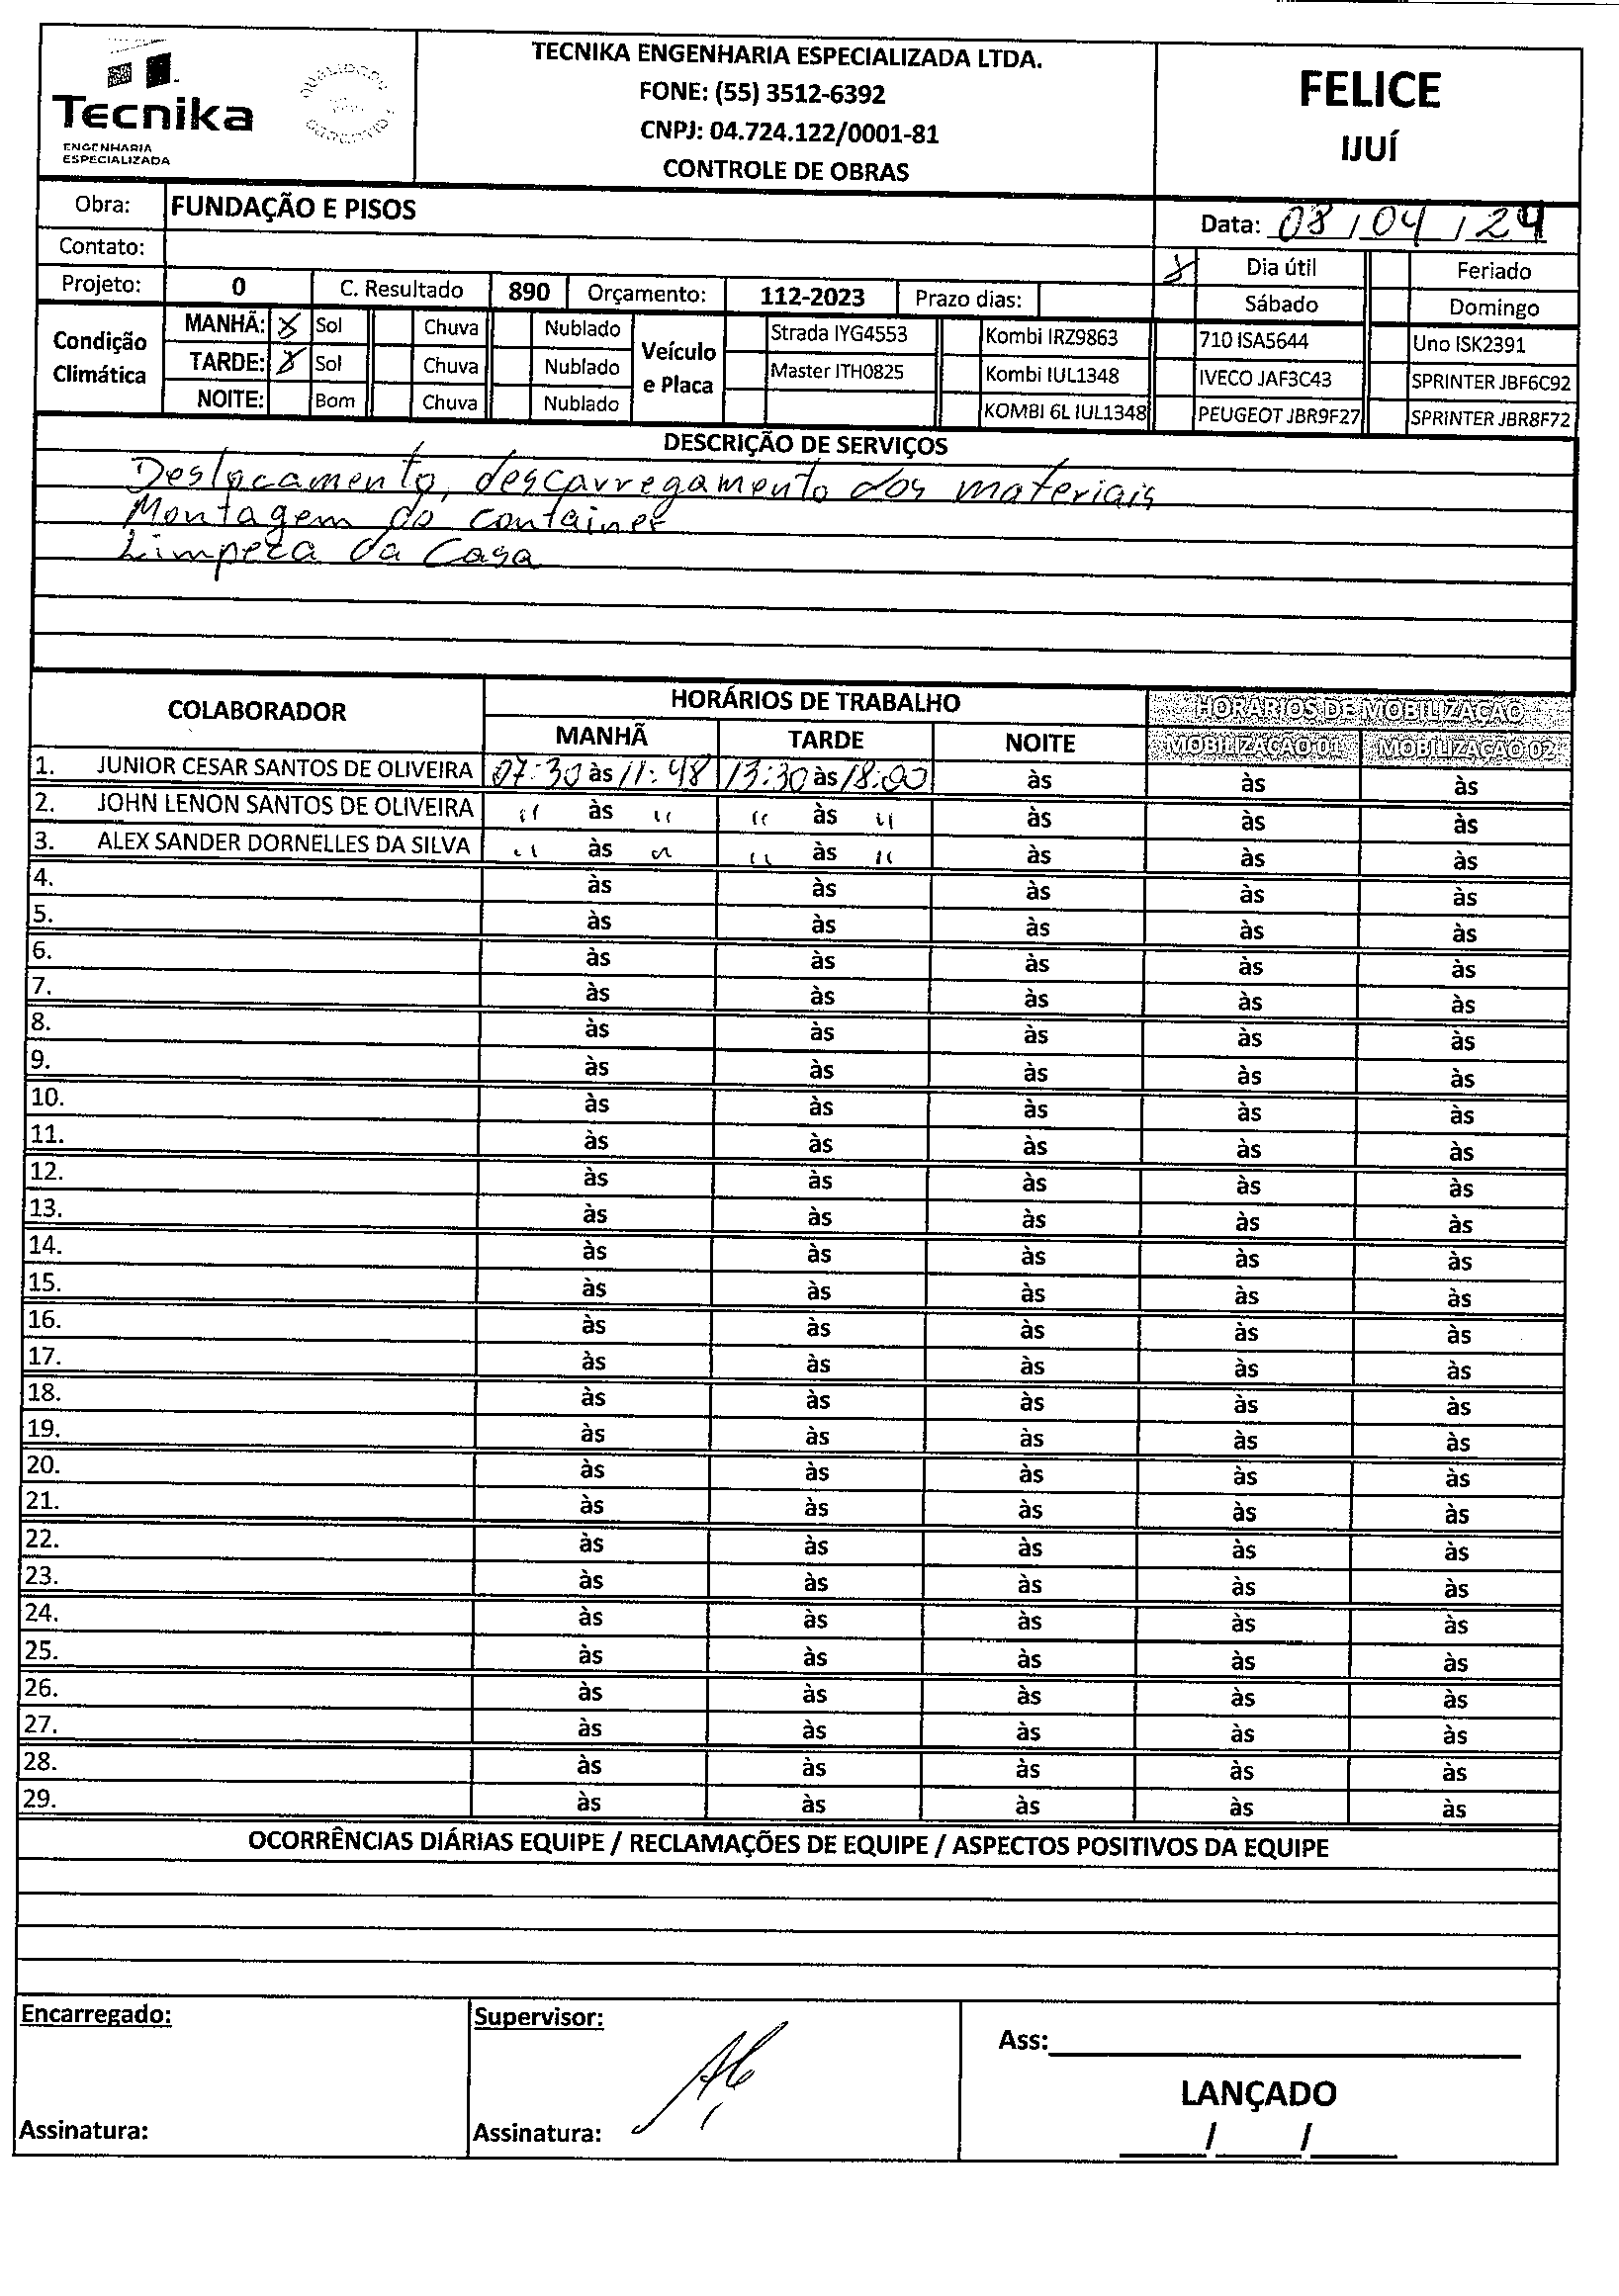 Tecnika
ENGENHARIA
ESPECIALIZADA
TECNIKA ENGENHARIA ESPECIALIZADA LTDA.
FONE: (55) 3512-6392
CNPJ: 04.724.122/0001-81
CONTROLE DE OBRAS
FELICE
IJUÍ
Obra: FUNDAÇÃO E PISOS
Data: 08/04/24
Contato:
X Dia útil Feriado
Projeto: 0 C. Resultado 890 Orçamento: 112-2023 Prazo dias: Sábado Domingo
Condição Climática
MANHÃ: X Sol Chuva Nublado
TARDE: X Sol Chuva Nublado
NOITE: Bom Chuva Nublado
Veículo e Placa
Strada IYG4553 Kombi IRZ9863 710 ISA5644 Uno ISK2391
Master ITH0825 Kombi IUL1348 IVECO JAF3C43 SPRINTER JBF6C92
KOMBI 6L IUL1348 PEUGEOT JBR9F27 SPRINTER JBR8F72
DESCRIÇÃO DE SERVIÇOS
Deslocamento, descarregamento dos materiais
Montagem do container
Limpeza da Casa
COLABORADOR HORÁRIOS DE TRABALHO HORÁRIOS DE MOBILIZAÇÃO
MANHÃ TARDE NOITE MOBILIZAÇÃO 01 MOBILIZAÇÃO 02
1. JUNIOR CESAR SANTOS DE OLIVEIRA 07:30 às 11:48 13:30 às 18:00 às às às
2. JOHN LENON SANTOS DE OLIVEIRA " às " " às " às às às
3. ALEX SANDER DORNELLES DA SILVA " às " " às " às às às
4. às às às às às
5. às às às às às
6. às às às às às
7. às às às às às
8. às às às às às
9. às às às às às
10. às às às às às
11. às às às às às
12. às às às às às
13. às às às às às
14. às às às às às
15. às às às às às
16. às às às às às
17. às às às às às
18. às às às às às
19. às às às às às
20. às às às às às
21. às às às às às
22. às às às às às
23. às às às às às
24. às às às às às
25. às às às às às
26. às às às às às
27. às às às às às
28. às às às às às
29. às às às às às
OCORRÊNCIAS DIÁRIAS EQUIPE / RECLAMAÇÕES DE EQUIPE / ASPECTOS POSITIVOS DA EQUIPE
Encarregado:
Supervisor:
Ass:
LANÇADO
Assinatura:
Assinatura:
___/___/___